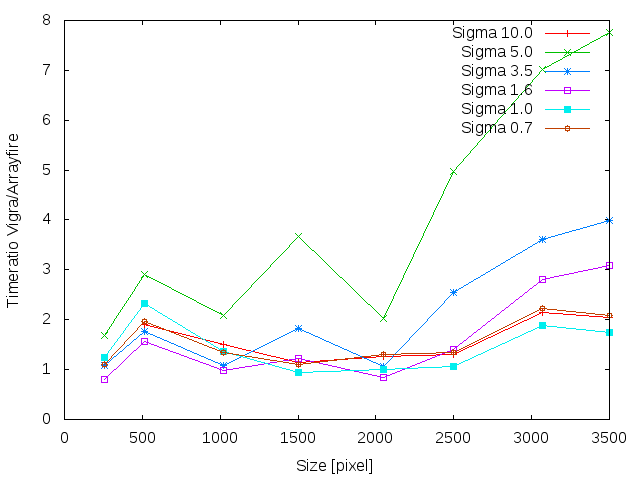 8
7
6
5
4
3
2
1
0
Timeratio Vigra/Arrayfire
Sigma 10.0
Sigma 5.0
Sigma 3.5
Sigma 1.6
Sigma 1.0
Sigma 0.7
0 500 1000 1500 2000 2500 3000 3500
Size [pixel]